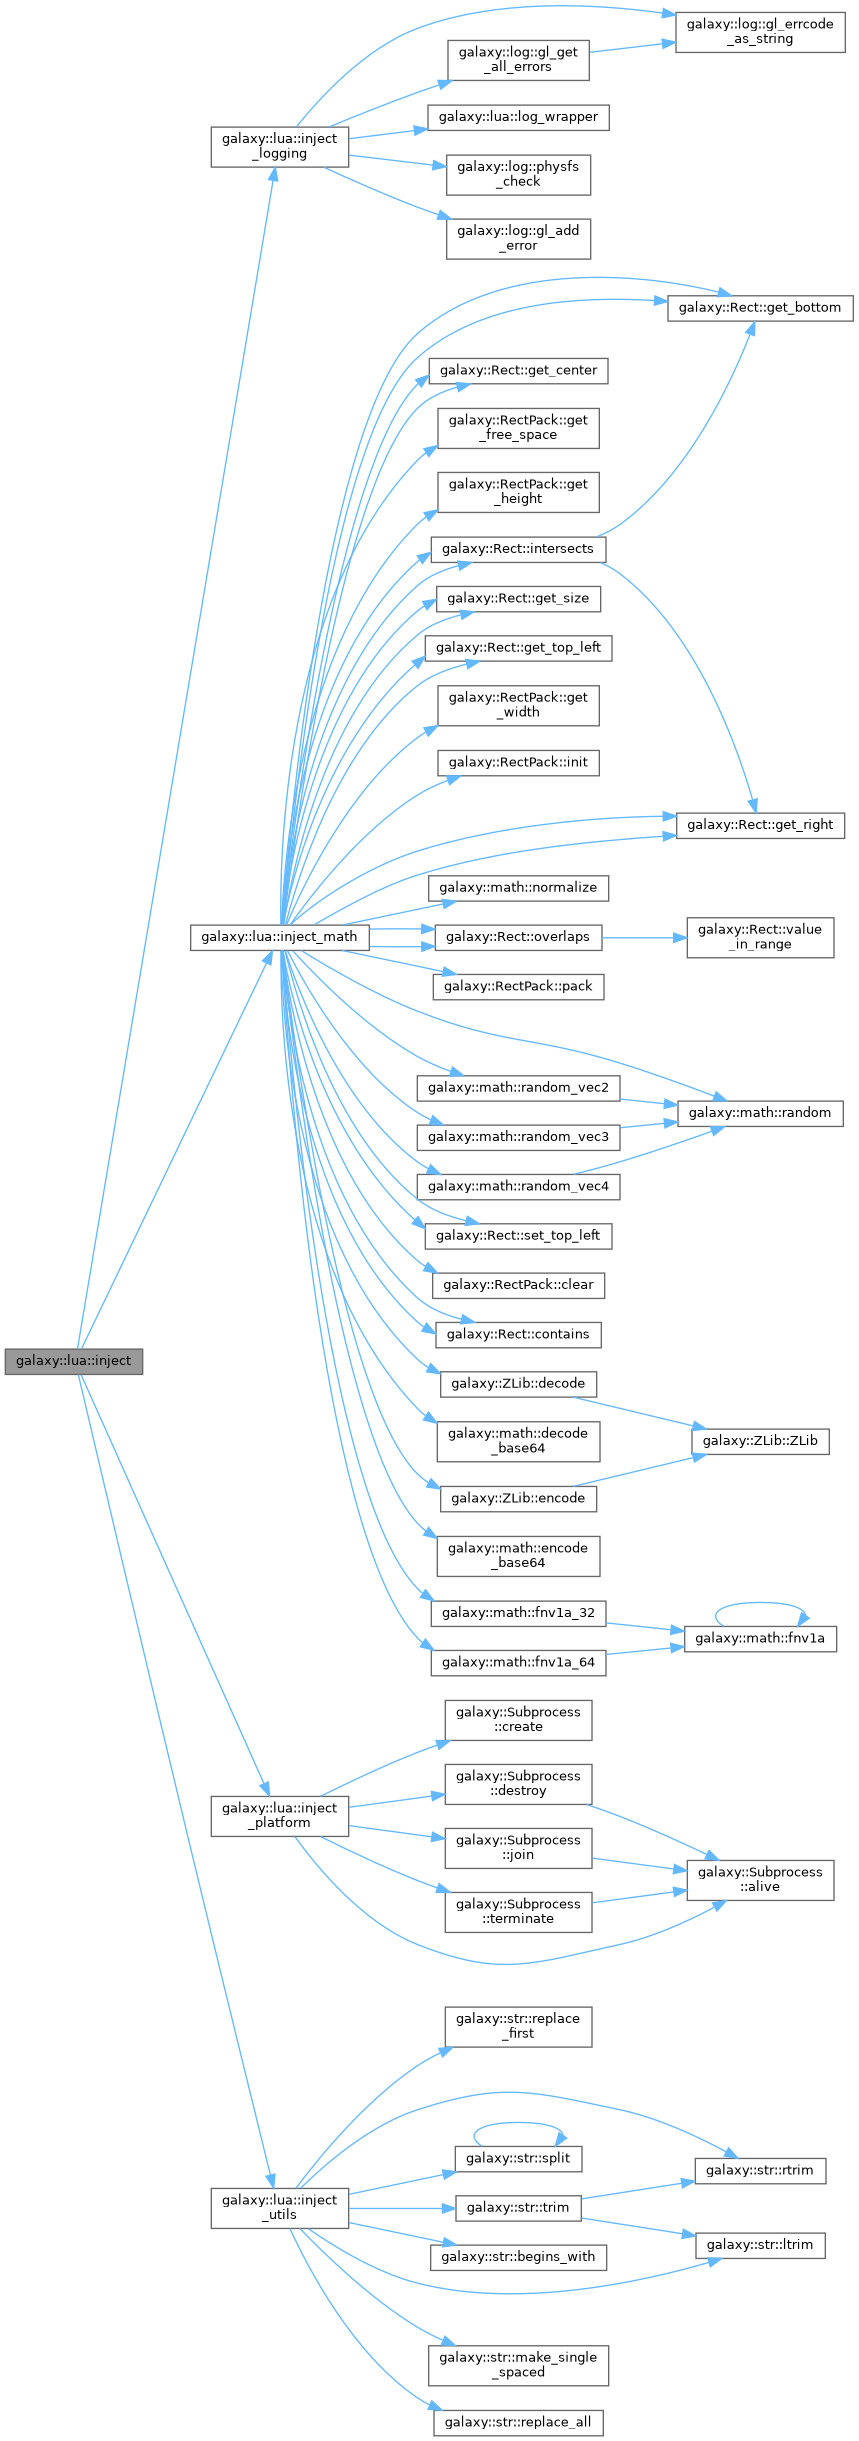 galaxy::log::gl_errcode
_as_string
galaxy::log::gl_get
_all_errors
galaxy::lua::log_wrapper
galaxy::lua::inject
_logging
galaxy::log::physfs
_check
galaxy::log::gl_add
_error
galaxy::Rect::get_bottom
galaxy::Rect::get_center
galaxy::RectPack::get
_free_space
galaxy::RectPack::get
_height
galaxy::Rect::intersects
galaxy::Rect::get_size
galaxy::Rect::get_top_left
galaxy::RectPack::get
_width
galaxy::RectPack::init
galaxy::Rect::get_right
galaxy::math::normalize
galaxy::lua::inject_math
galaxy::Rect::overlaps
galaxy::Rect::value
_in_range
galaxy::RectPack::pack
galaxy::math::random_vec2
galaxy::math::random
galaxy::math::random_vec3
galaxy::math::random_vec4
galaxy::Rect::set_top_left
galaxy::RectPack::clear
galaxy::Rect::contains
galaxy::lua::inject
galaxy::ZLib::decode
galaxy::math::decode
_base64
galaxy::ZLib::ZLib
galaxy::ZLib::encode
galaxy::math::encode
_base64
galaxy::math::fnv1a_32
galaxy::math::fnv1a
galaxy::math::fnv1a_64
galaxy::Subprocess
::create
galaxy::Subprocess
::destroy
galaxy::lua::inject
_platform
galaxy::Subprocess
::join
galaxy::Subprocess
::alive
galaxy::Subprocess
::terminate
galaxy::str::replace
_first
galaxy::str::split
galaxy::str::rtrim
galaxy::lua::inject
_utils
galaxy::str::trim
galaxy::str::ltrim
galaxy::str::begins_with
galaxy::str::make_single
_spaced
galaxy::str::replace_all